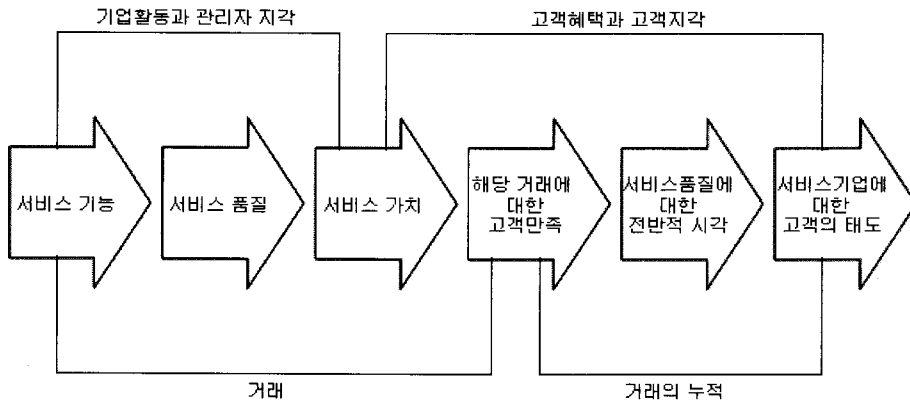 기업활동과 관리자 지각
고객혜택과 고객지각
서비스 기능
서비스 품질
서비스 가치
해당 거래에
대한
고객만족
서비스품질에
대한
전반적 시각
서비스기업에
대한
고객의 태도
거래
거래의 누적